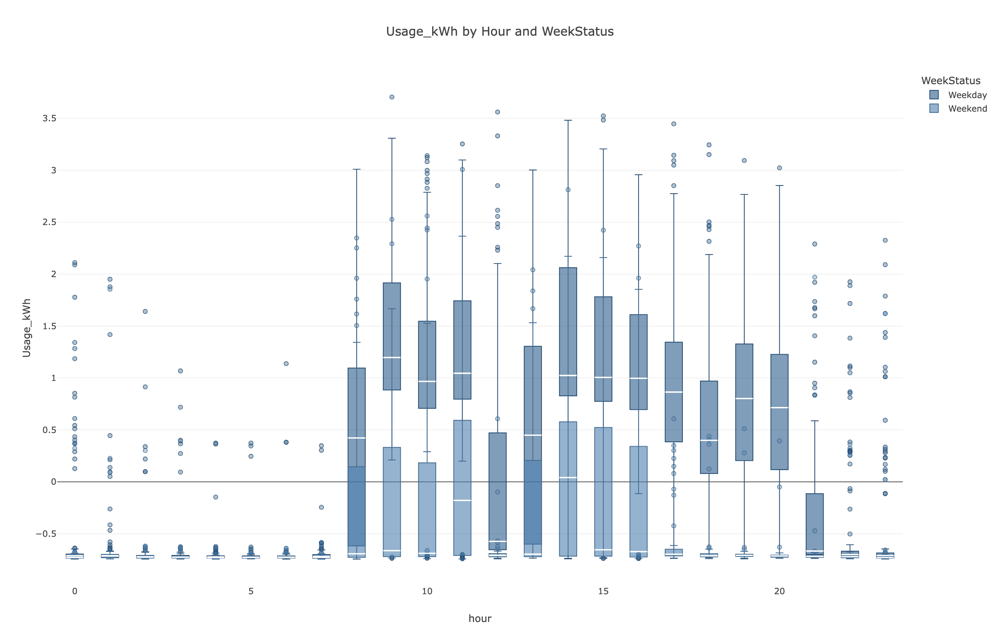 Usage_kWh by Hour and WeekStatus
WeekStatus
Weekday
Weekend
Usage_kWh
3.5
3
2.5
2
1.5
1
0.5
0
−0.5
0 5 10 15 20
hour